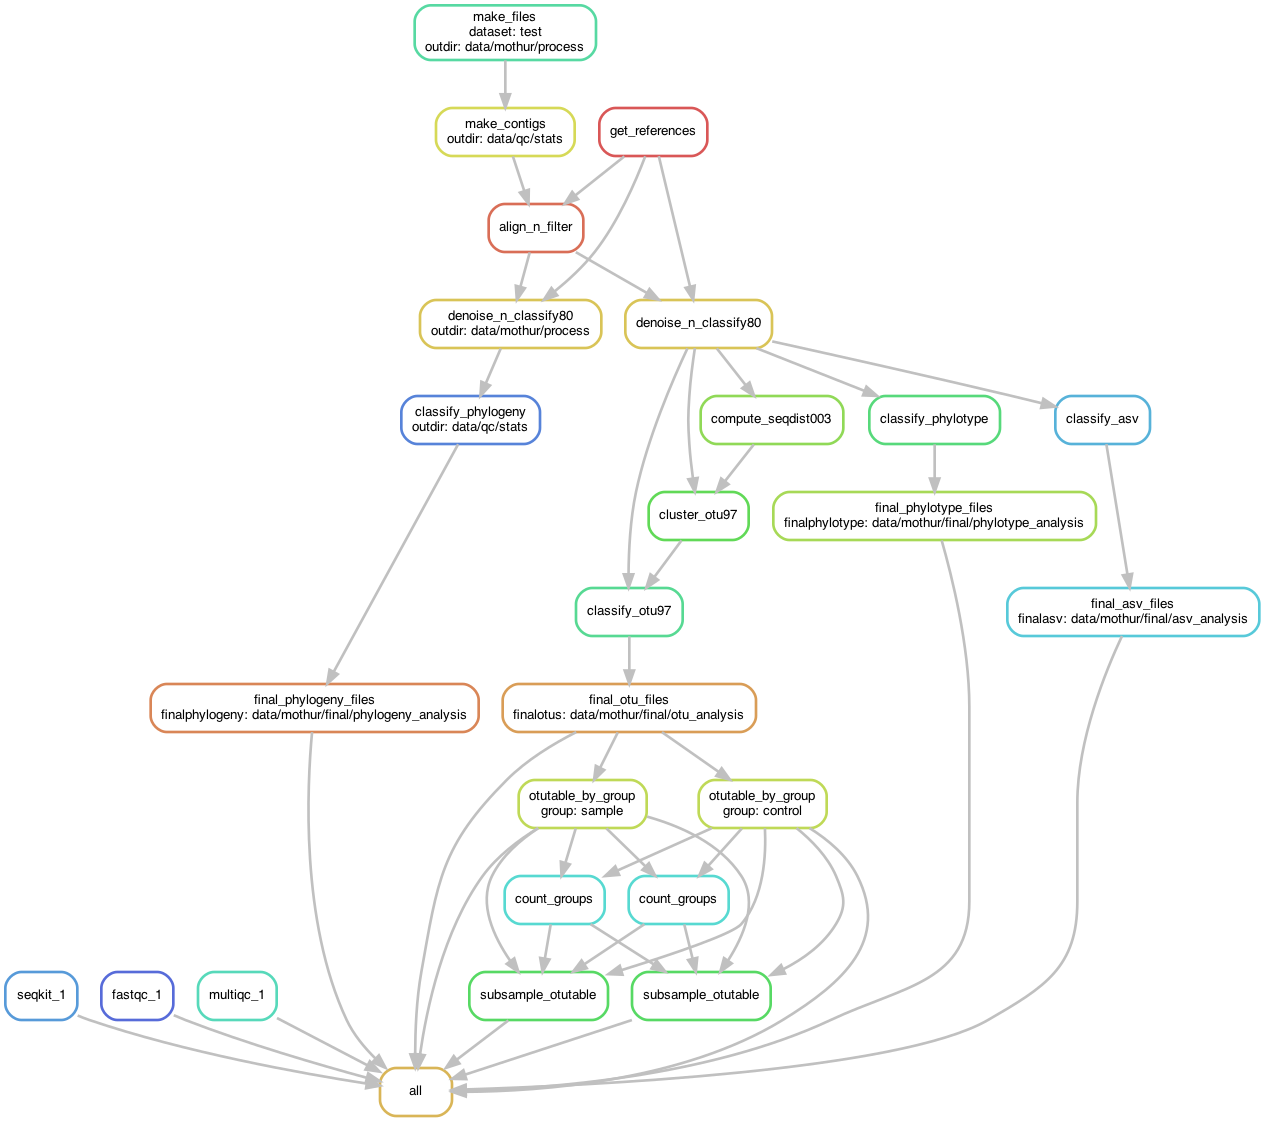 make_files
dataset: test
outdir: data/mothur/process
make_contigs
outdir: data/qc/stats
get_references
align_n_filter
denoise_n_classify80
outdir: data/mothur/process
denoise_n_classify80
classify_phylogeny
outdir: data/qc/stats
compute_seqdist003
classify_phylotype
classify_asv
cluster_otu97
final_phylotype_files
finalphylotype: data/mothur/final/phylotype_analysis
classify_otu97
final_asv_files
finalasv: data/mothur/final/asv_analysis
final_phylogeny_files
finalphylogeny: data/mothur/final/phylogeny_analysis
final_otu_files
finalotus: data/mothur/final/otu_analysis
otutable_by_group
group: sample
otutable_by_group
group: control
count_groups
count_groups
seqkit_1
fastqc_1
multiqc_1
subsample_otutable
subsample_otutable
all